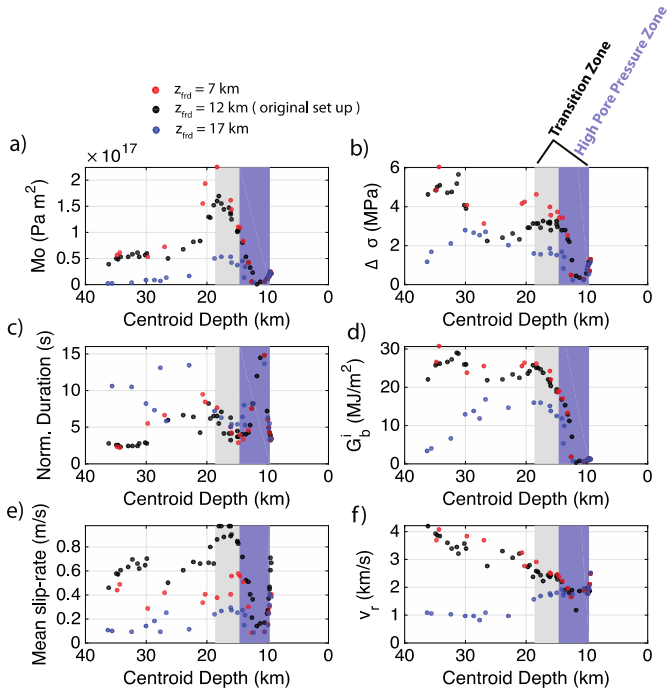 Transition Zone
High Pore Pressure Zone
z_frd = 7 km
z_frd = 12 km ( original set up )
z_frd = 17 km
a)
× 10^17
Mo (Pa m²)
2
1.5
1
0.5
0
40 30 20 10 0
Centroid Depth (km)
b)
Δ σ (MPa)
6
4
2
0
40 30 20 10 0
Centroid Depth (km)
c)
Norm. Duration (s)
15
10
5
0
40 30 20 10 0
Centroid Depth (km)
d)
G_b^i (MJ/m²)
30
20
10
0
40 30 20 10 0
Centroid Depth (km)
e)
Mean slip-rate (m/s)
0.8
0.6
0.4
0.2
0
40 30 20 10 0
Centroid Depth (km)
f)
v_r (km/s)
4
3
2
1
0
40 30 20 10 0
Centroid Depth (km)